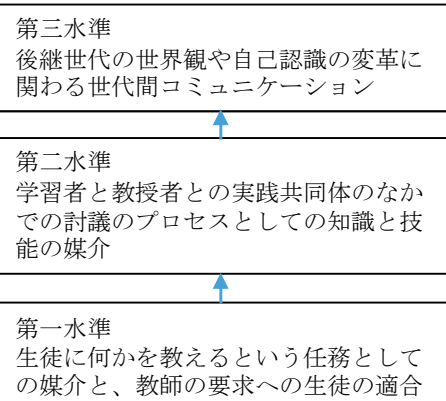 第三水準
後継世代の世界観や自己認識の変革に
関わる世代間コミュニケーション
第二水準
学習者と教授者との実践共同体のなか
での討議のプロセスとしての知識と技
能の媒介
第一水準
生徒に何かを教えるという任務として
の媒介と、教師の要求への生徒の適合